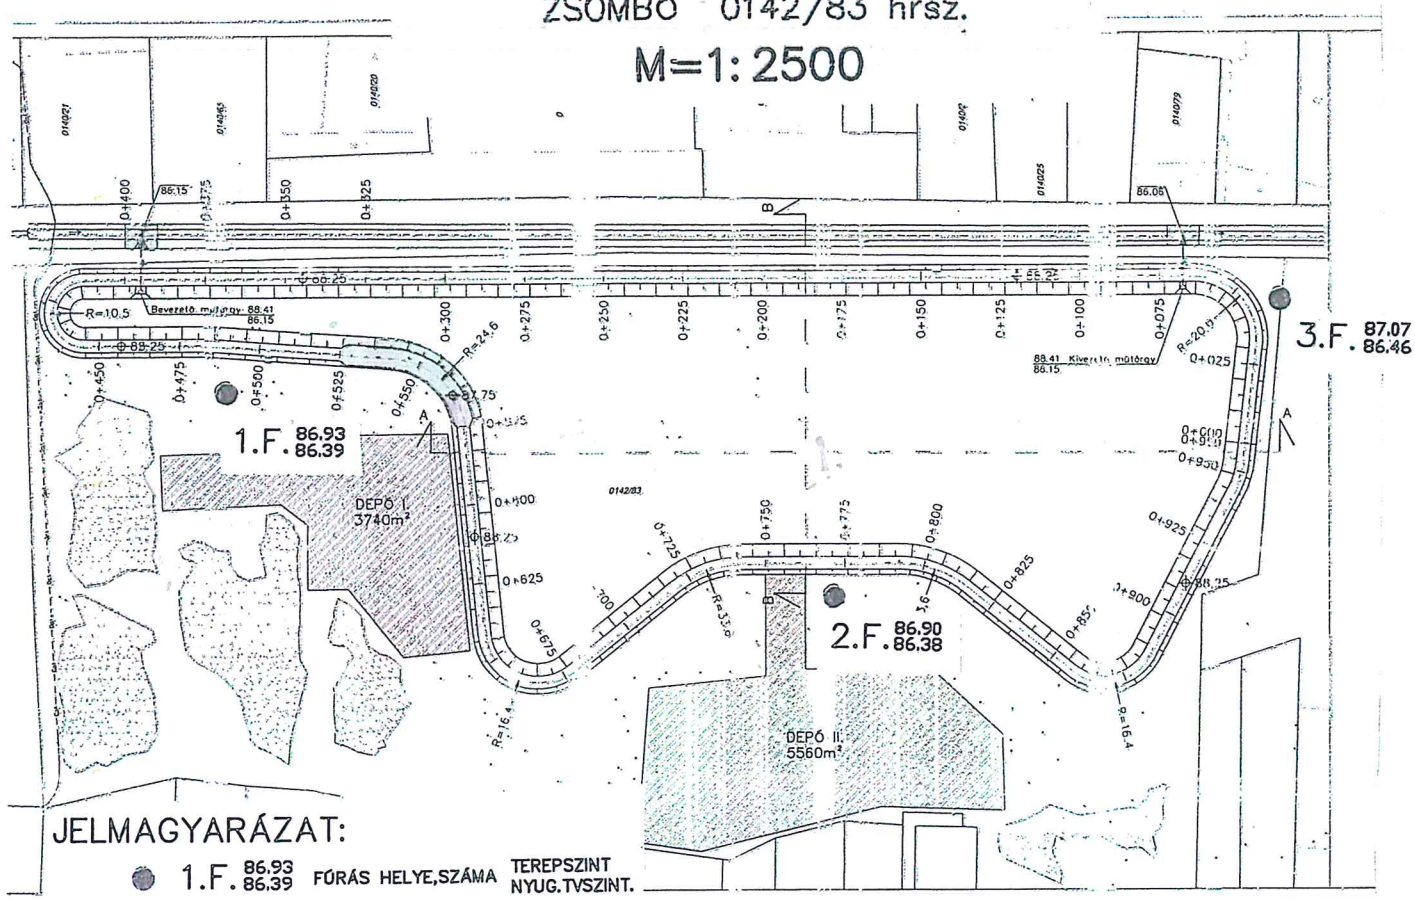 ZSOMBÓ 0142/83 hrsz.
M=1:2500
0140/21
0140/65
0140/20
0140/2
0140/25
0140/79
86.15
0+400
0+375
0+350
0+325
B
86.06
88.25
86.25
R=10.5
Bevezető műtárgy 88.41
86.15
0+300
0+275
0+250
0+225
0+200
0+175
0+150
0+125
0+100
0+075
R=20.0
0+025
88.41 Kivezető műtárgy
86.15
3.F. 87.07
86.46
88.25
R=24.6
0+450
0+475
0+500
0+525
0+550
87.75
A
A
1.F. 86.93
86.39
0+000
0+950
DEPÓ I.
3740m²
0142/83
0+600
88.25
0+625
0+675
0+725
0+750
0+775
0+800
0+825
0+925
0+900
88.25
B
2.F. 86.90
86.38
R=16.4
R=16.4
DEPÓ II.
5560m²
JELMAGYARÁZAT:
1.F. 86.93
86.39
FÚRÁS HELYE,SZÁMA
TEREPSZINT
NYUG.TVSZINT.